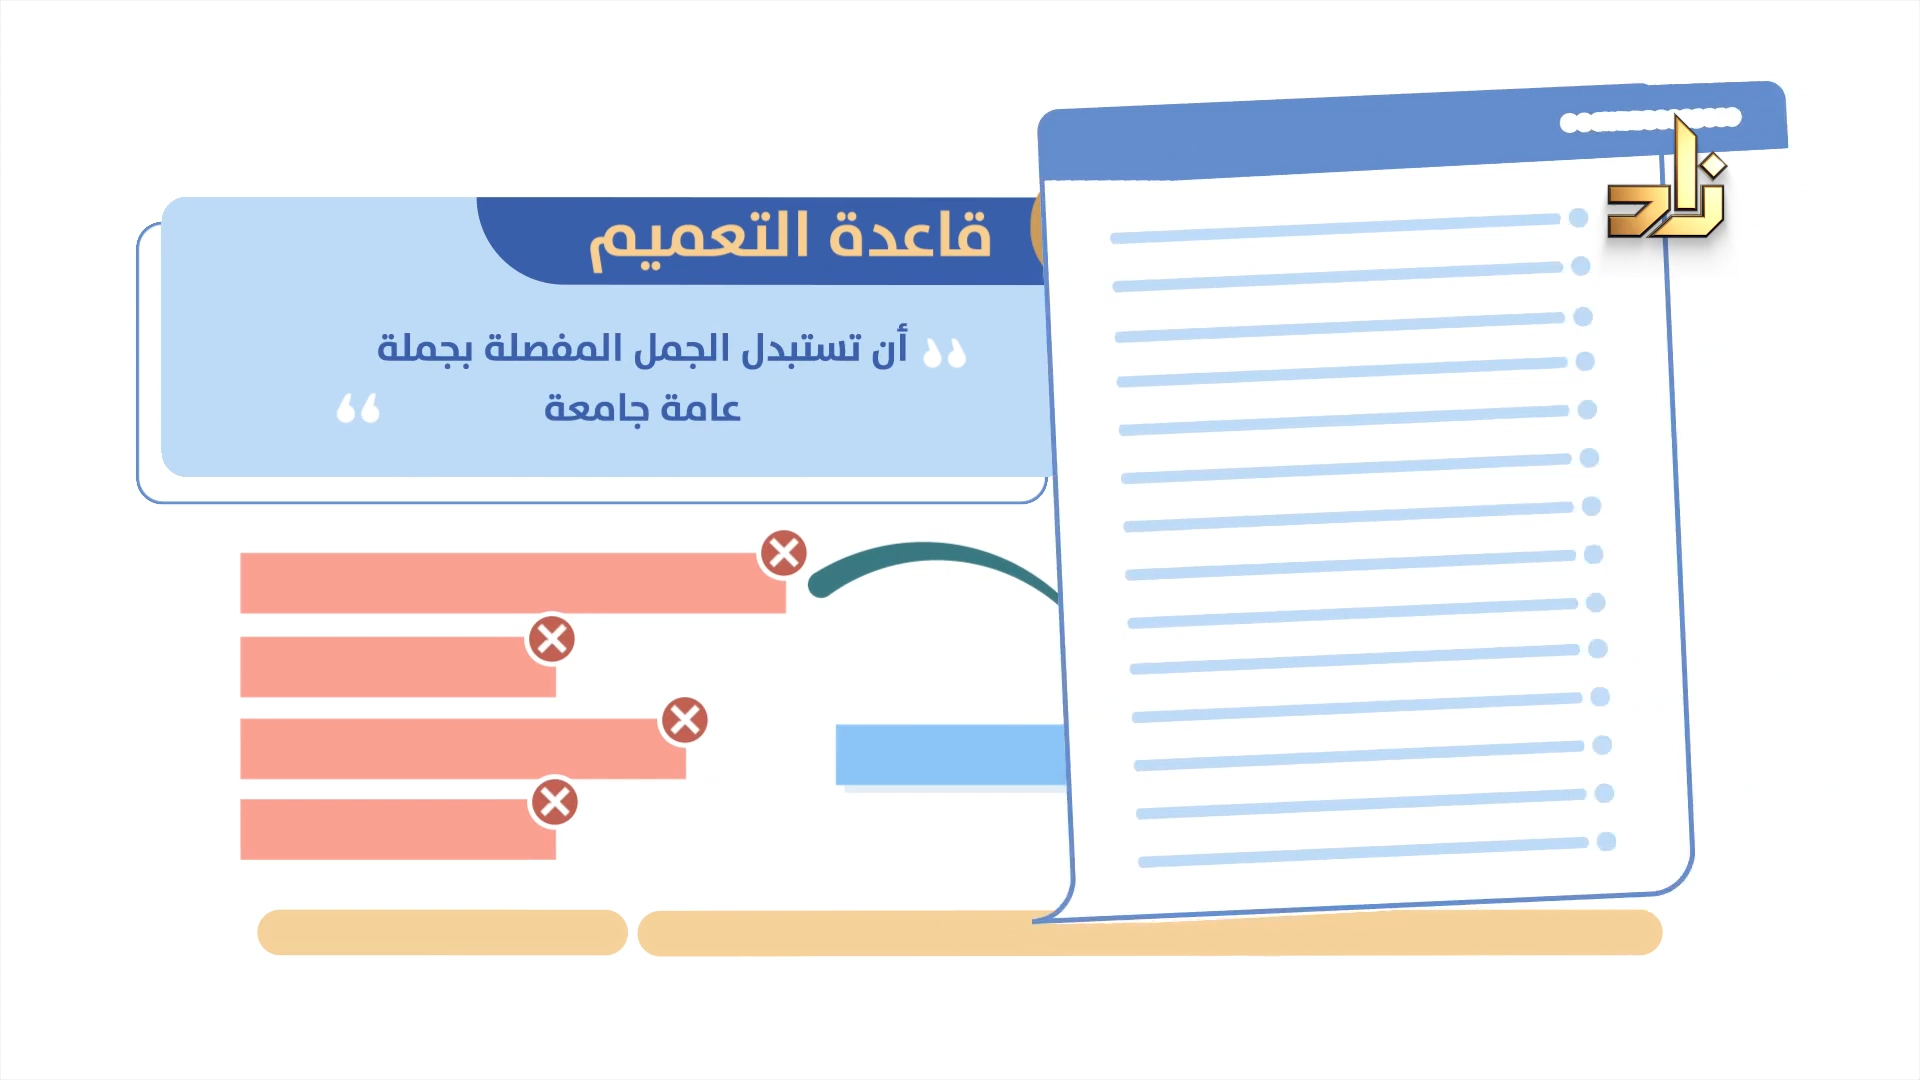 زاد
قاعدة التعميم
أن تستبدل الجمل المفصلة بجملة
عامة جامعة